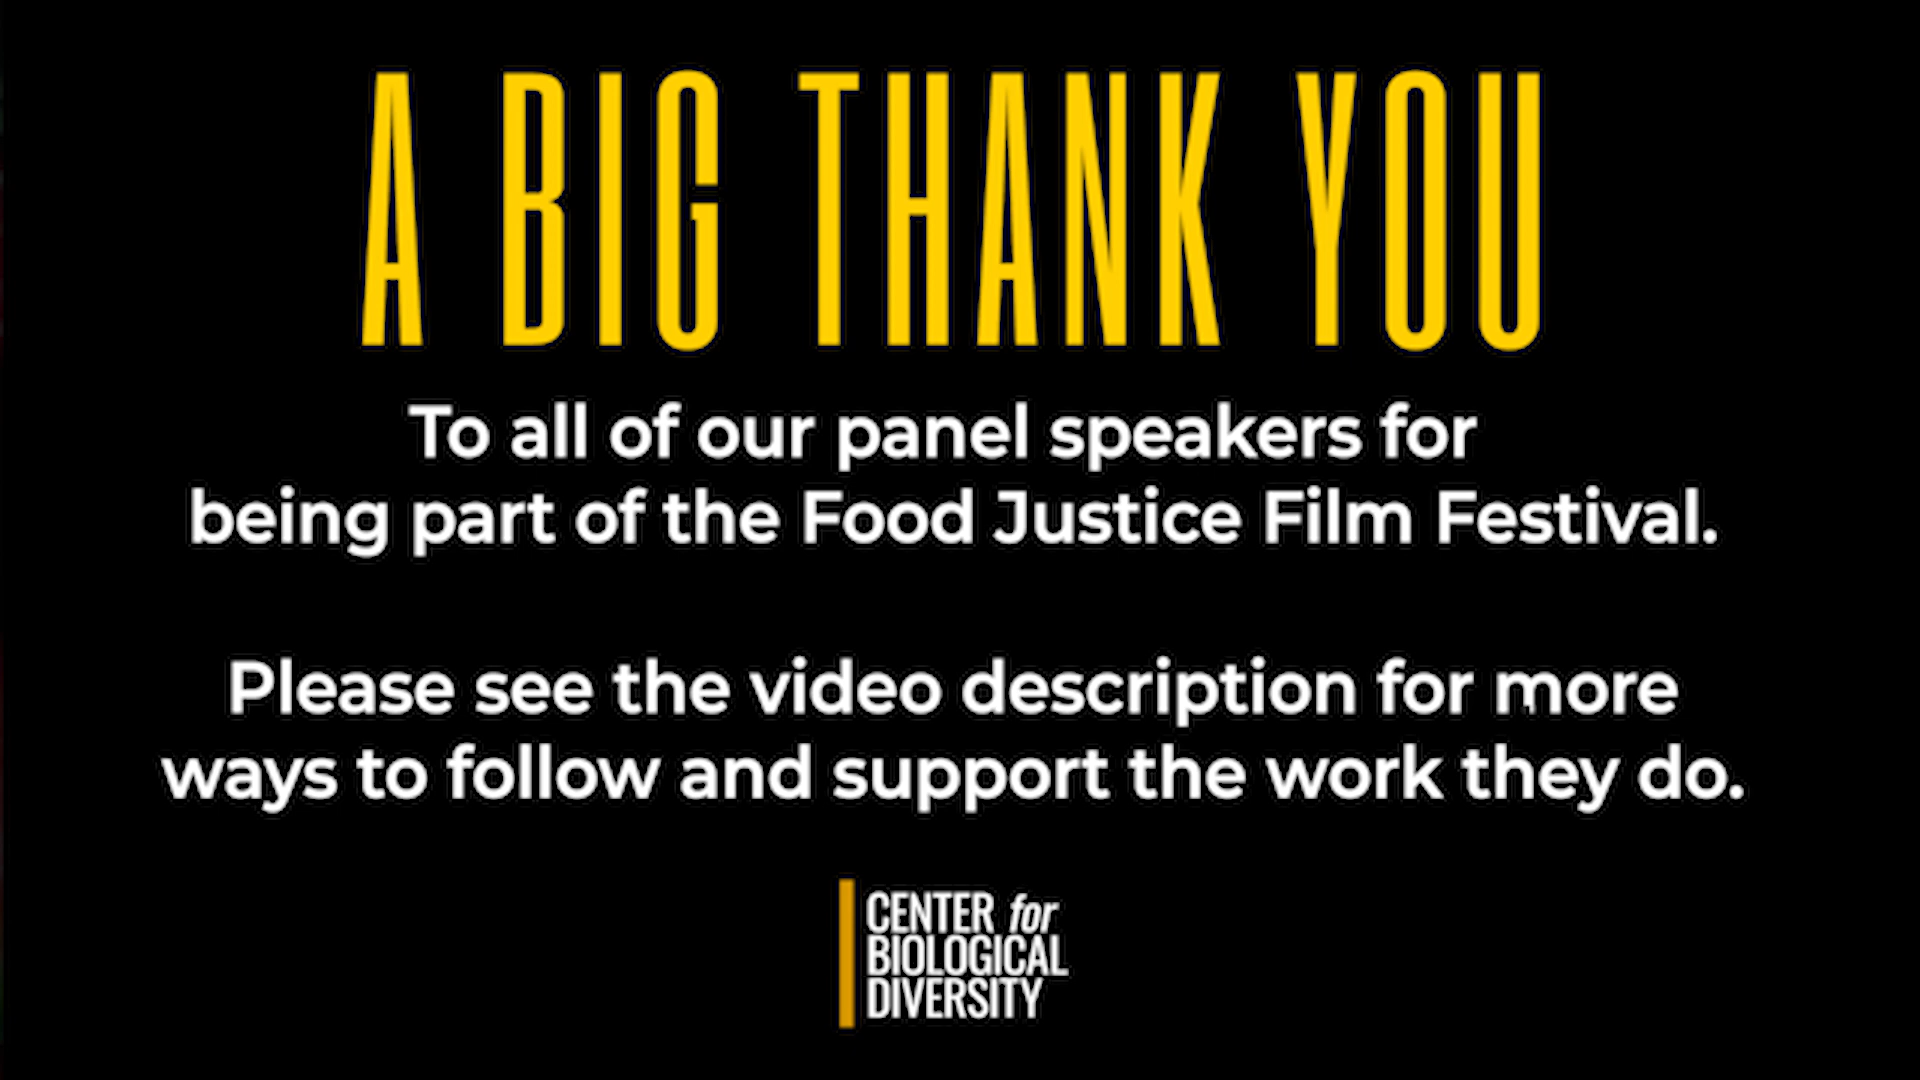 A BIG THANK YOU
To all of our panel speakers for
being part of the Food Justice Film Festival.
Please see the video description for more
ways to follow and support the work they do.
CENTER for
BIOLOGICAL
DIVERSITY